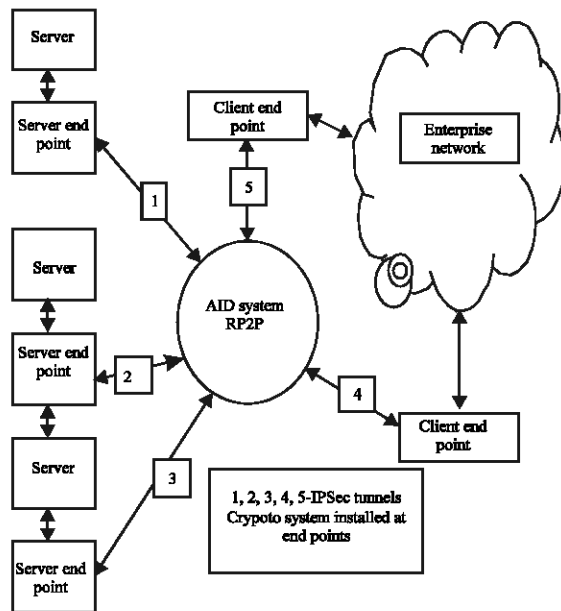 Server
Server end
point
1
Client end
point
5
Enterprise
network
Server
AID system
RP2P
Server end
point
2
4
Client end
point
Server
3
1, 2, 3, 4, 5-IPSec tunnels
Crypoto system installed at
end points
Server end
point